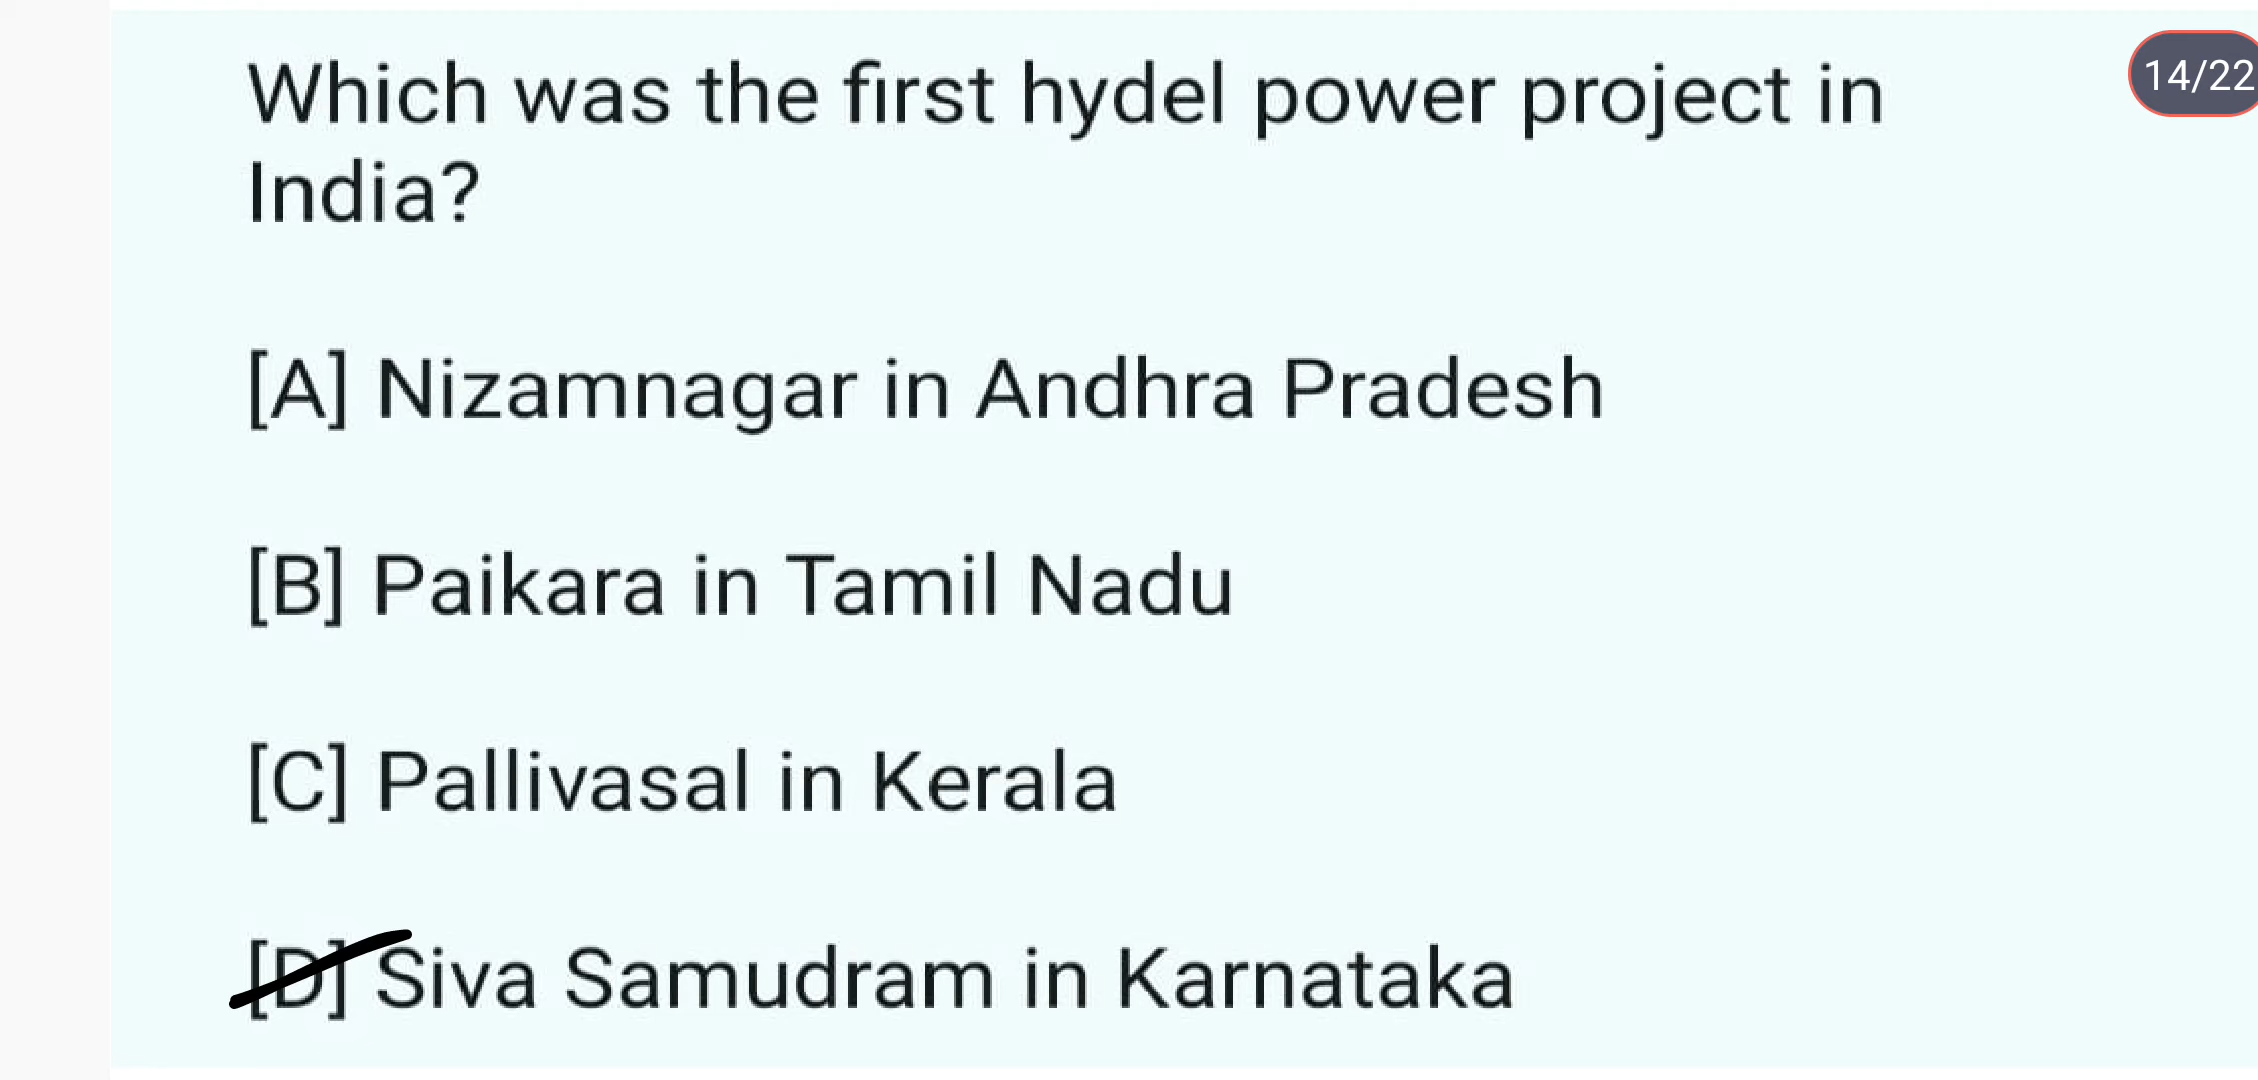 Which was the first hydel power project in
14/22
India?
[A] Nizamnagar in Andhra Pradesh
[B] Paikara in Tamil Nadu
[C] Pallivasal in Kerala
[D] Siva Samudram in Karnataka